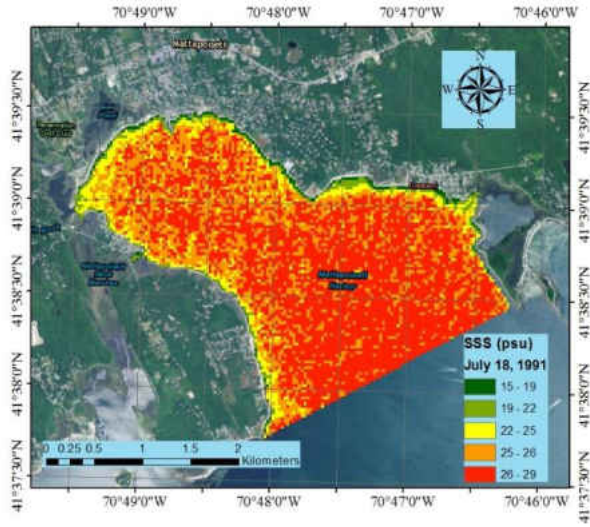 70°49'0"W 70°48'0"W 70°47'0"W 70°46'0"W
Mattapoisett
N
W E
S
41°39'30"N 41°39'30"N
41°39'0"N 41°39'0"N
41°38'30"N 41°38'30"N
Mattapoisett
Harbor
41°38'0"N 41°38'0"N
SSS (psu)
July 18, 1991
15 - 19
19 - 22
22 - 25
25 - 26
26 - 29
0 0.25 0.5 1 1.5 2
Kilometers
41°37'30"N 41°37'30"N
70°49'0"W 70°48'0"W 70°47'0"W 70°46'0"W